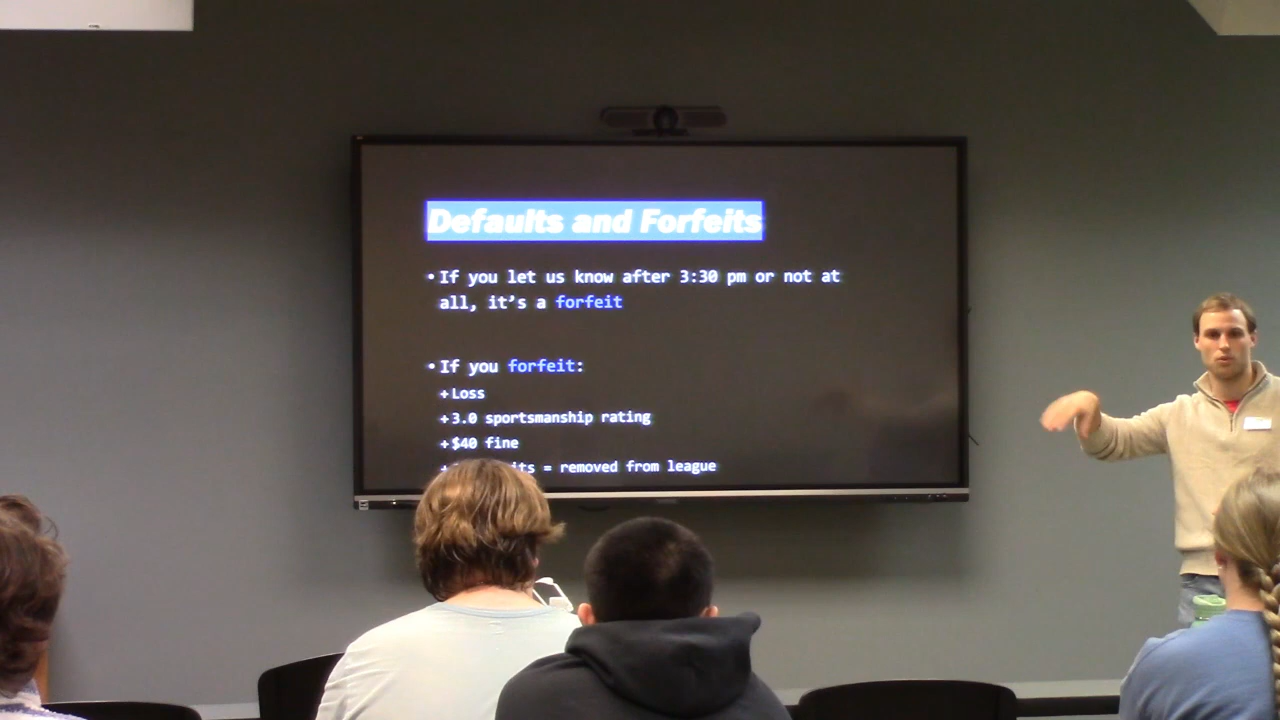 Defaults and Forfeits
• If you let us know after 3:30 pm or not at
all, it's a forfeit
• If you forfeit:
+ Loss
+ 3.0 sportsmanship rating
+ $40 fine
+ = removed from league